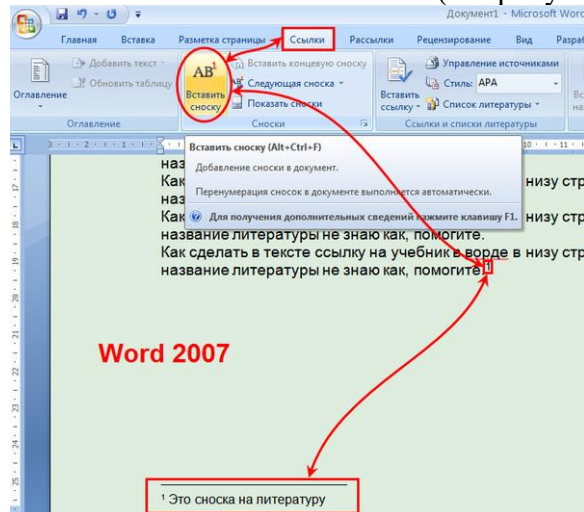 Документ1 - Microsoft Word
Главная Вставка Разметка страницы Ссылки Рассылки Рецензирование Вид Разраб
Оглавление
Добавить текст
Обновить таблицу
Оглавление
AB¹
Вставить сноску
Вставить концевую сноску
Следующая сноска
Показать сноски
Сноски
Вставить ссылку
Управление источниками
Стиль: APA
Список литературы
Ссылки и списки литературы
Вставить сноску (Alt+Ctrl+F)
Добавление сноски в документ.
Перенумерация сносок в документе выполняется автоматически.
Для получения дополнительных сведений нажмите клавишу F1.
наз
Как низу стр
наз
Как низу стр
название литературы не знаю как, помогите.
Как сделать в тексте ссылку на учебник в ворде в низу стр
название литературы не знаю как, помогите.¹
Word 2007
¹ Это сноска на литературу